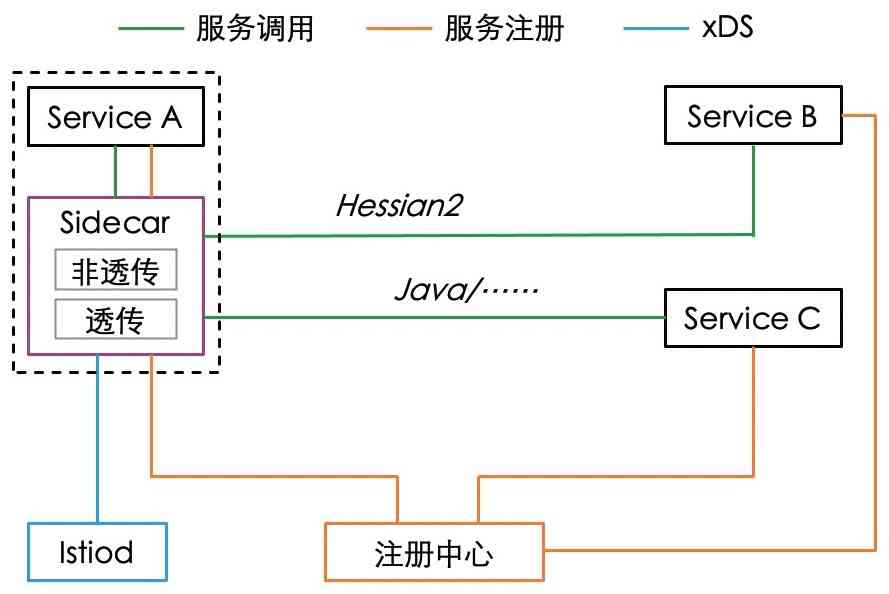 服务调用 服务注册 xDS
Service A
Service B
Sidecar
Hessian2
非透传
Java/······
透传
Service C
Istiod
注册中心